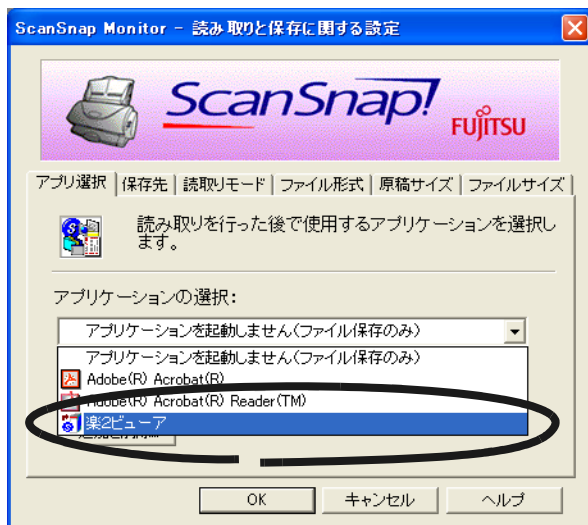 ScanSnap Monitor - 読み取りと保存に関する設定
ScanSnap!
FUJITSU
アプリ選択 保存先 読取りモード ファイル形式 原稿サイズ ファイルサイズ
読み取りを行った後で使用するアプリケーションを選択し
ます。
アプリケーションの選択:
アプリケーションを起動しません(ファイル保存のみ)
アプリケーションを起動しません(ファイル保存のみ)
Adobe(R) Acrobat(R)
Adobe(R) Acrobat(R) Reader(TM)
楽2ビューア
OK キャンセル ヘルプ